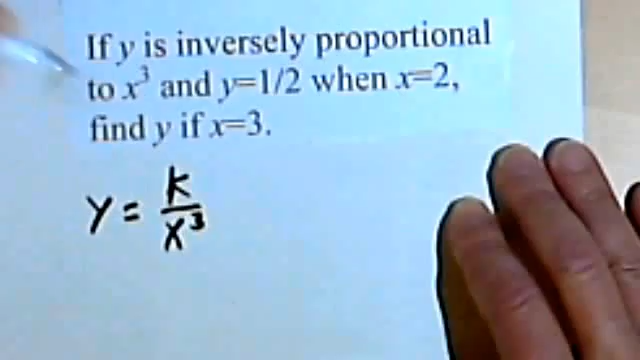 If y is inversely proportional
to x³ and y=1/2 when x=2,
find y if x=3.
y = k/x³